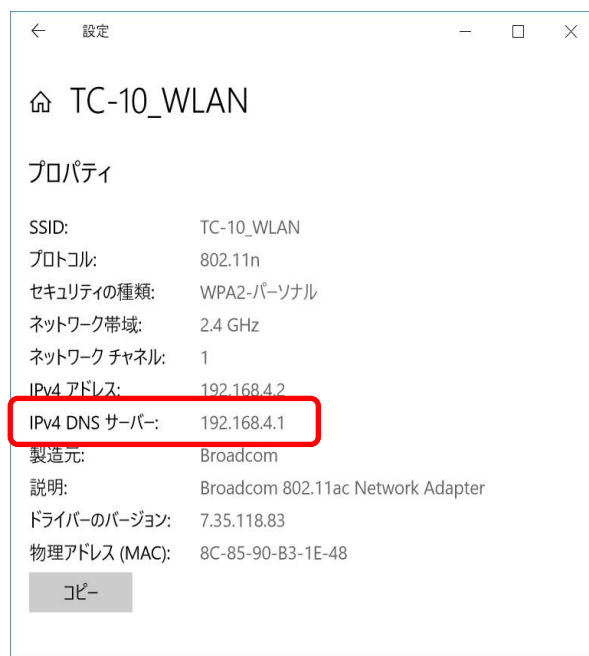 設定
TC-10_WLAN
プロパティ
SSID: TC-10_WLAN
プロトコル: 802.11n
セキュリティの種類: WPA2-パーソナル
ネットワーク帯域: 2.4 GHz
ネットワーク チャネル: 1
IPv4 アドレス: 192.168.4.2
IPv4 DNS サーバー: 192.168.4.1
製造元: Broadcom
説明: Broadcom 802.11ac Network Adapter
ドライバーのバージョン: 7.35.118.83
物理アドレス (MAC): 8C-85-90-B3-1E-48
コピー